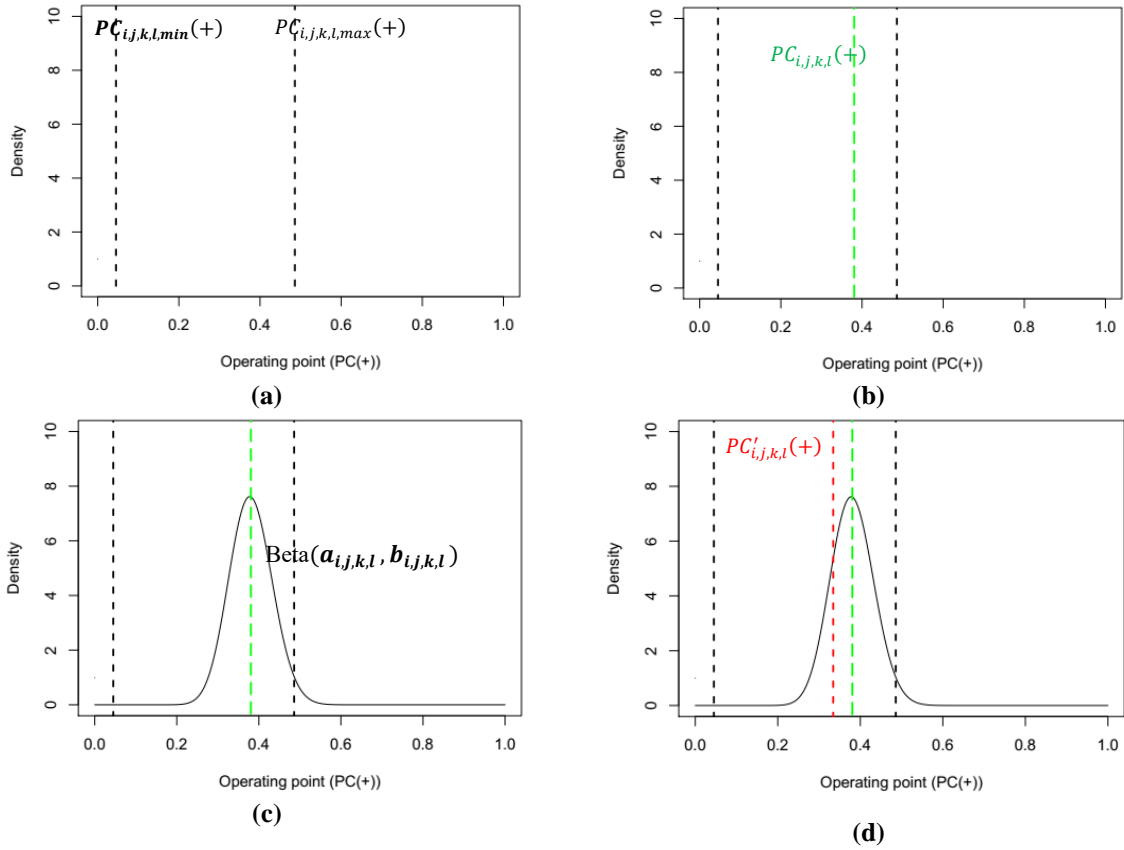 PC_{i,j,k,l,min}(+) PC_{i,j,k,l,max}(+)
Density
0 2 4 6 8 10
0.0 0.2 0.4 0.6 0.8 1.0
Operating point (PC(+))
(a)
PC_{i,j,k,l}(+)
Density
0 2 4 6 8 10
0.0 0.2 0.4 0.6 0.8 1.0
Operating point (PC(+))
(b)
Beta(a_{i,j,k,l}, b_{i,j,k,l})
Density
0 2 4 6 8 10
0.0 0.2 0.4 0.6 0.8 1.0
Operating point (PC(+))
(c)
PC'_{i,j,k,l}(+)
Density
0 2 4 6 8 10
0.0 0.2 0.4 0.6 0.8 1.0
Operating point (PC(+))
(d)